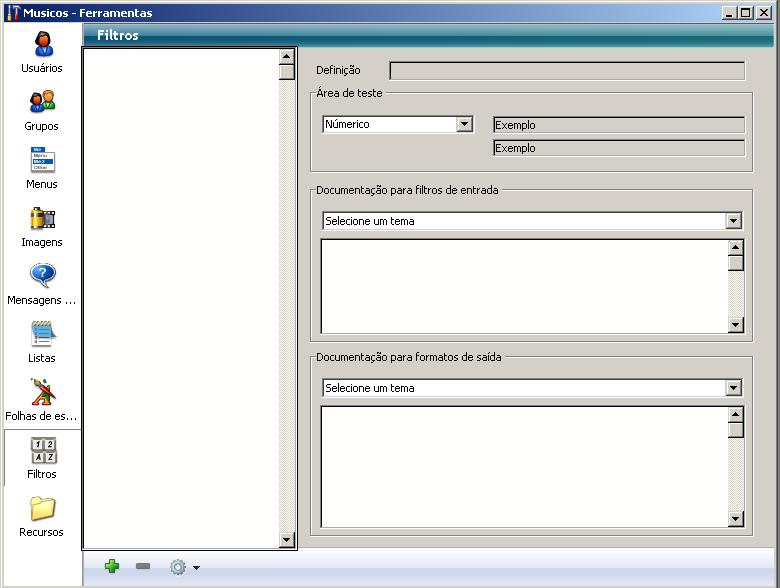 Musicos - Ferramentas
Filtros
Usuários
Grupos
Menus
Imagens
Mensagens ...
Listas
Folhas de es...
Filtros
Recursos
Definição
Área de teste
Númerico
Exemplo
Exemplo
Documentação para filtros de entrada
Selecione um tema
Documentação para formatos de saída
Selecione um tema